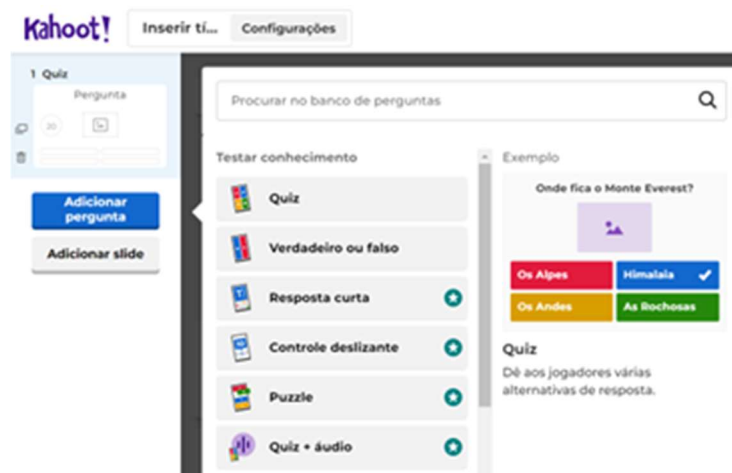 Kahoot!
Inserir tí...
Configurações
1 Quiz
Pergunta
20
Adicionar
pergunta
Adicionar slide
Procurar no banco de perguntas
Testar conhecimento
Quiz
Verdadeiro ou falso
Resposta curta
Controle deslizante
Puzzle
Quiz + áudio
Exemplo
Onde fica o Monte Everest?
Os Alpes
Himalaia
Os Andes
As Rochosas
Quiz
Dê aos jogadores várias
alternativas de resposta.